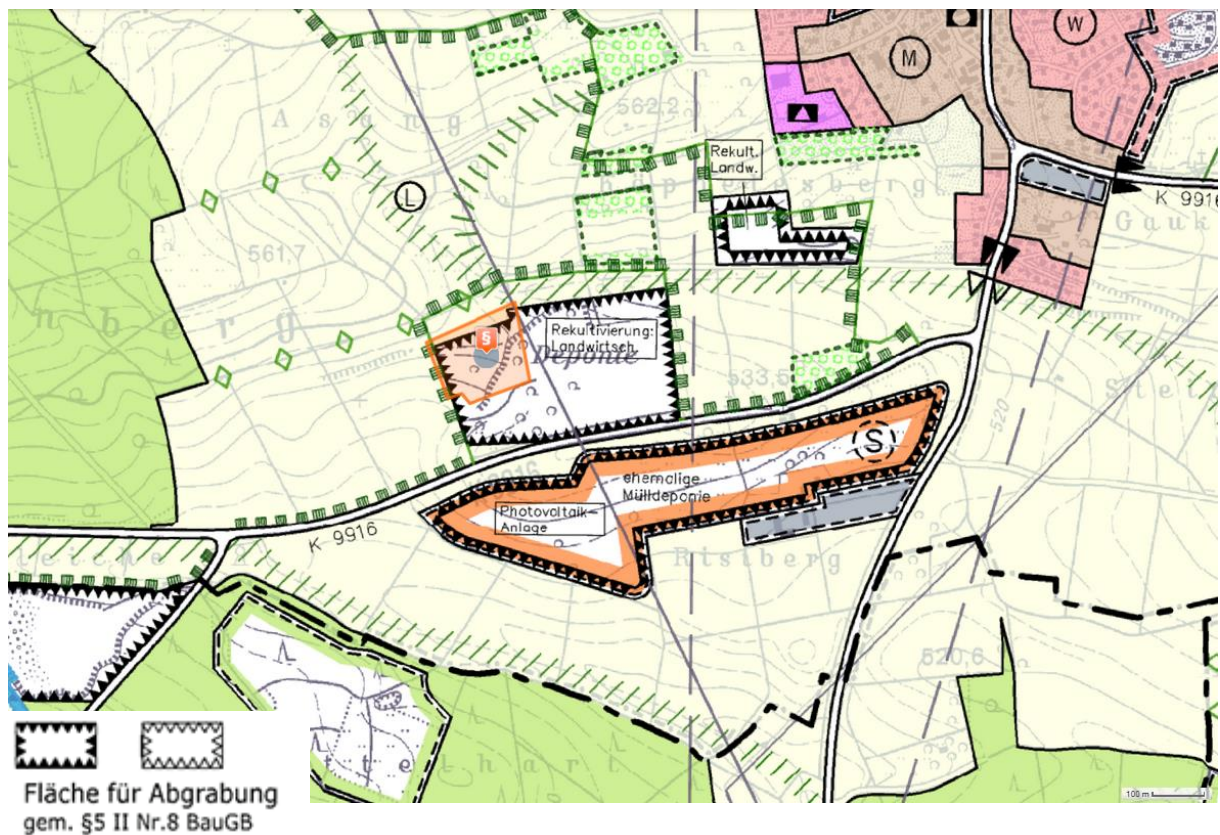 W
M
562,2
A s a n g
Rekult.
Landw.
L
K 9916
G a u k
561,7
n b e r g
§
Rekultivierung:
Landwirtsch.
Deponie
533,5
S t e i g
520
S
ehemalige
Mülldeponie
Photovoltaik-
Anlage
K 9916
R i s t b e r g
520,6
t t e l h a r t
100 m
Fläche für Abgrabung
gem. §5 II Nr.8 BauGB